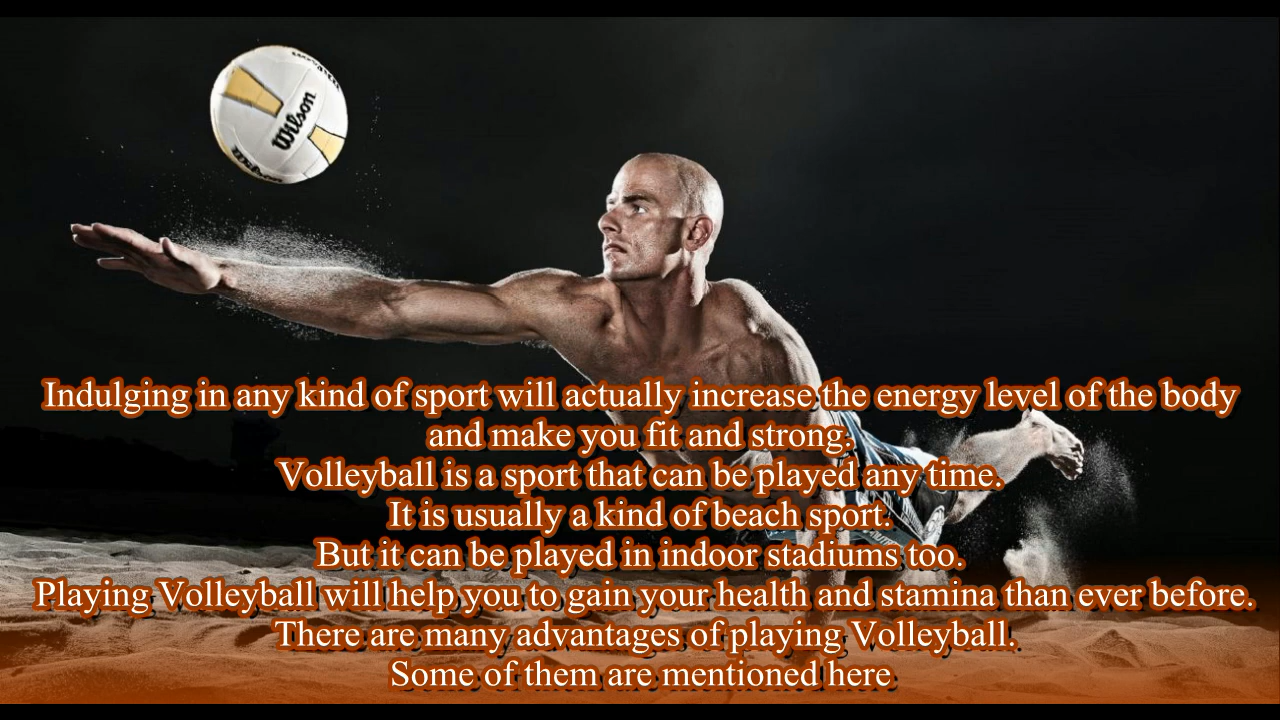 Wilson
Wilson
Wilson
Indulging in any kind of sport will actually increase the energy level of the body
and make you fit and strong.
Volleyball is a sport that can be played any time.
It is usually a kind of beach sport.
But it can be played in indoor stadiums too.
Playing Volleyball will help you to gain your health and stamina than ever before.
There are many advantages of playing Volleyball.
Some of them are mentioned here